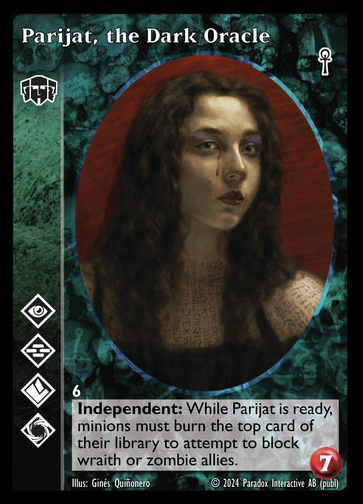 Parijat, the Dark Oracle
6
Independent: While Parijat is ready,
minions must burn the top card of
their library to attempt to block
wraith or zombie allies.
7
Illus: Ginés Quiñonero © 2024 Paradox Interactive AB (publ)